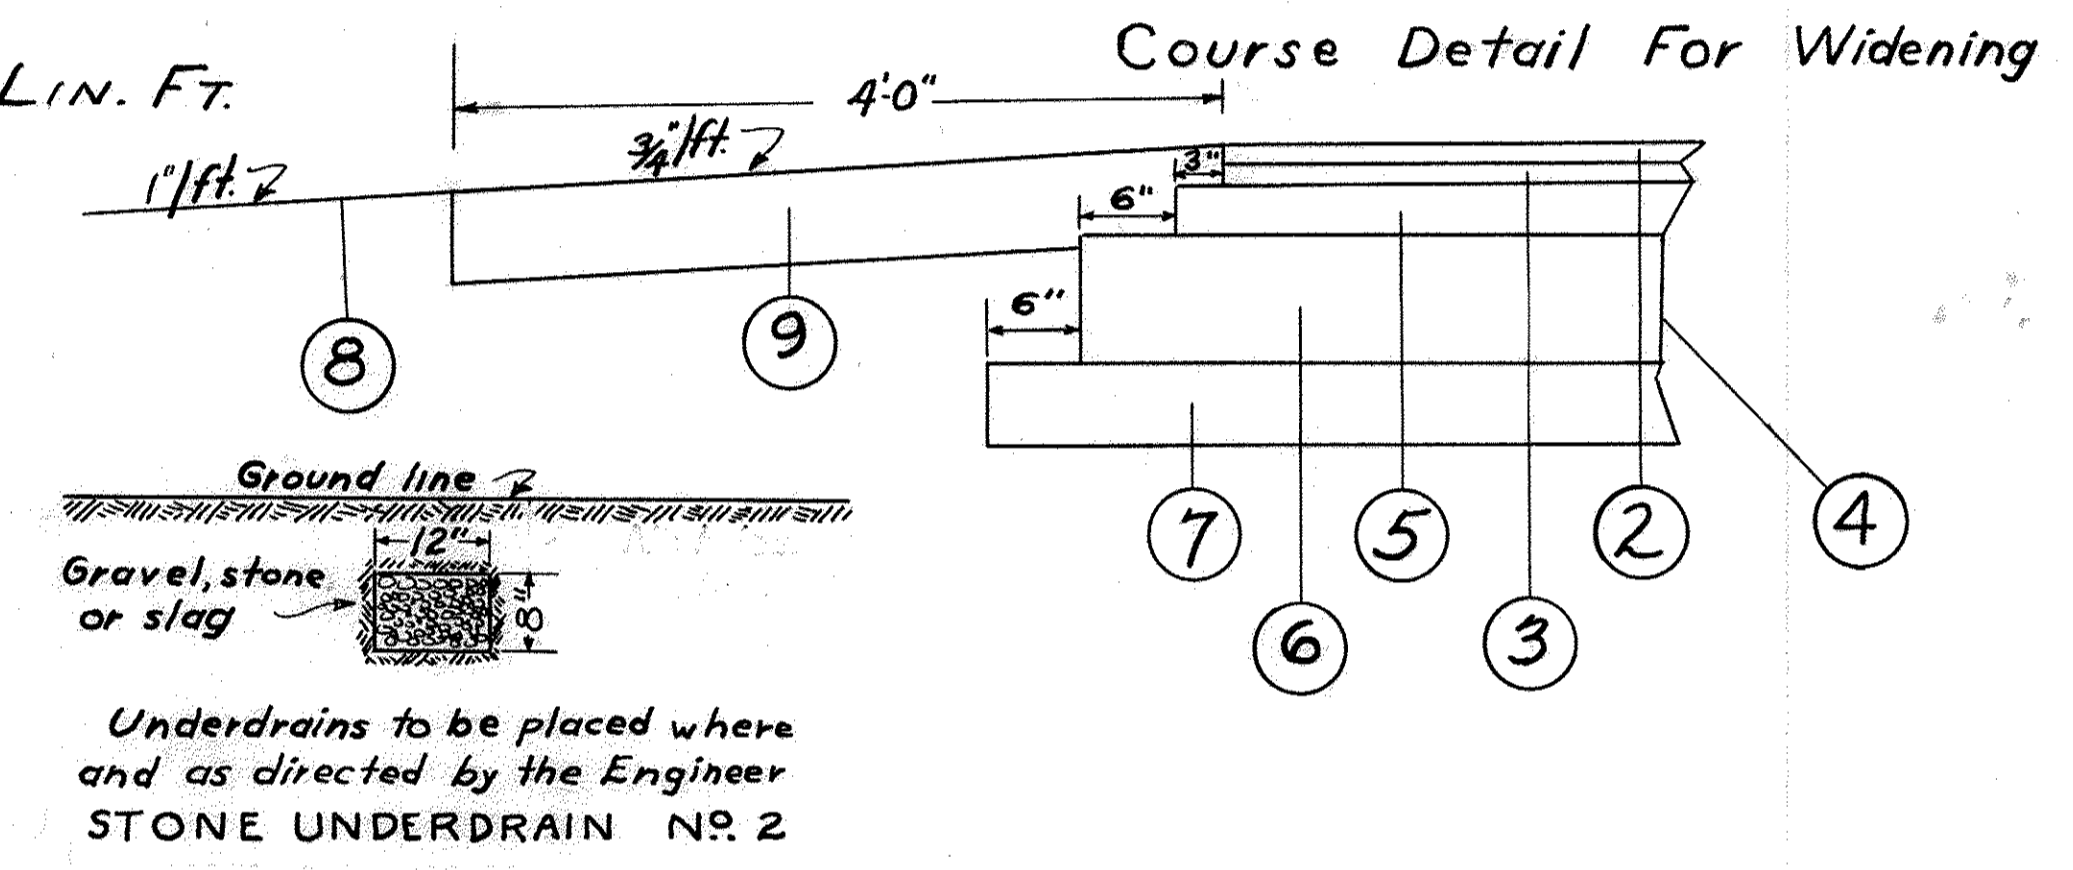 Course Detail For Widening
LIN. FT.
4'-0"
3/4"/ft.
1"/ft.
3"
6"
6"
8
9
7
5
2
4
6
3
Ground line
12"
Gravel, stone
or slag
8"
Underdrains to be placed where
and as directed by the Engineer
STONE UNDERDRAIN No. 2